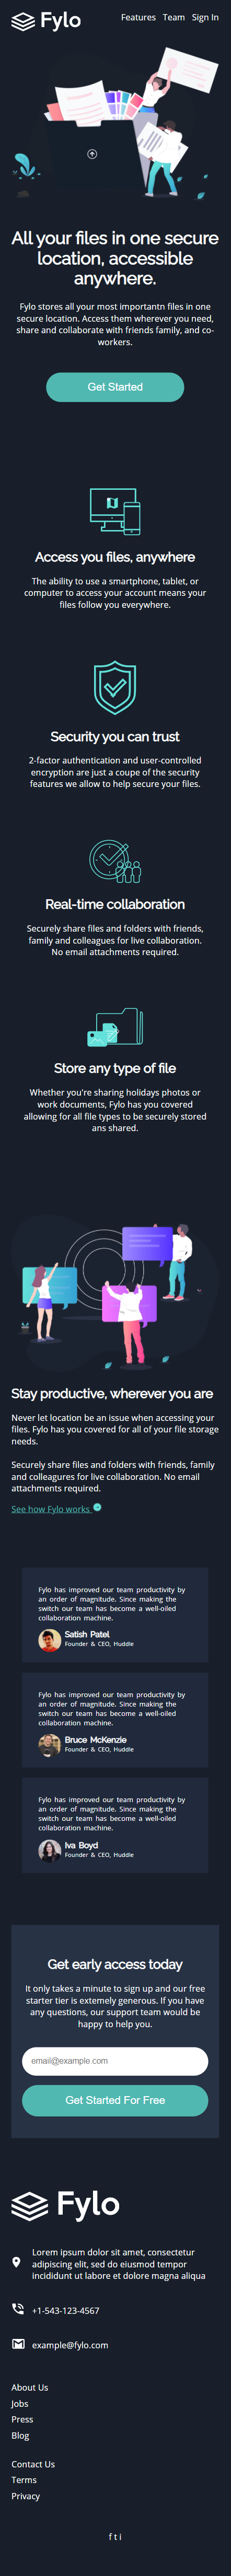 Fylo
Features Team Sign In
All your files in one secure
location, accessible
anywhere.
Fylo stores all your most importantn files in one
secure location. Access them wherever you need,
share and collaborate with friends family, and co-
workers.
Get Started
Access you files, anywhere
The ability to use a smartphone, tablet, or
computer to access your account means your
files follow you everywhere.
Security you can trust
2-factor authentication and user-controlled
encryption are just a coupe of the security
features we allow to help secure your files.
Real-time collaboration
Securely share files and folders with friends,
family and colleagues for live collaboration.
No email attachments required.
Store any type of file
Whether you're sharing holidays photos or
work documents, Fylo has you covered
allowing for all file types to be securely stored
ans shared.
Stay productive, wherever you are
Never let location be an issue when accessing your
files. Fylo has you covered for all of your file storage
needs.
Securely share files and folders with friends, family
and colleagures for live collaboration. No email
attachments required.
See how Fylo works
Fylo has improved our team productivity by
an order of magnitude. Since making the
switch our team has become a well-oiled
collaboration machine.
Satish Patel
Founder & CEO, Huddle
Fylo has improved our team productivity by
an order of magnitude. Since making the
switch our team has become a well-oiled
collaboration machine.
Bruce McKenzie
Founder & CEO, Huddle
Fylo has improved our team productivity by
an order of magnitude. Since making the
switch our team has become a well-oiled
collaboration machine.
Iva Boyd
Founder & CEO, Huddle
Get early access today
It only takes a minute to sign up and our free
starter tier is extemely generous. If you have
any questions, our support team would be
happy to help you.
email@example.com
Get Started For Free
Fylo
Lorem ipsum dolor sit amet, consectetur
adipiscing elit, sed do eiusmod tempor
incididunt ut labore et dolore magna aliqua
+1-543-123-4567
example@fylo.com
About Us
Jobs
Press
Blog
Contact Us
Terms
Privacy
f t i